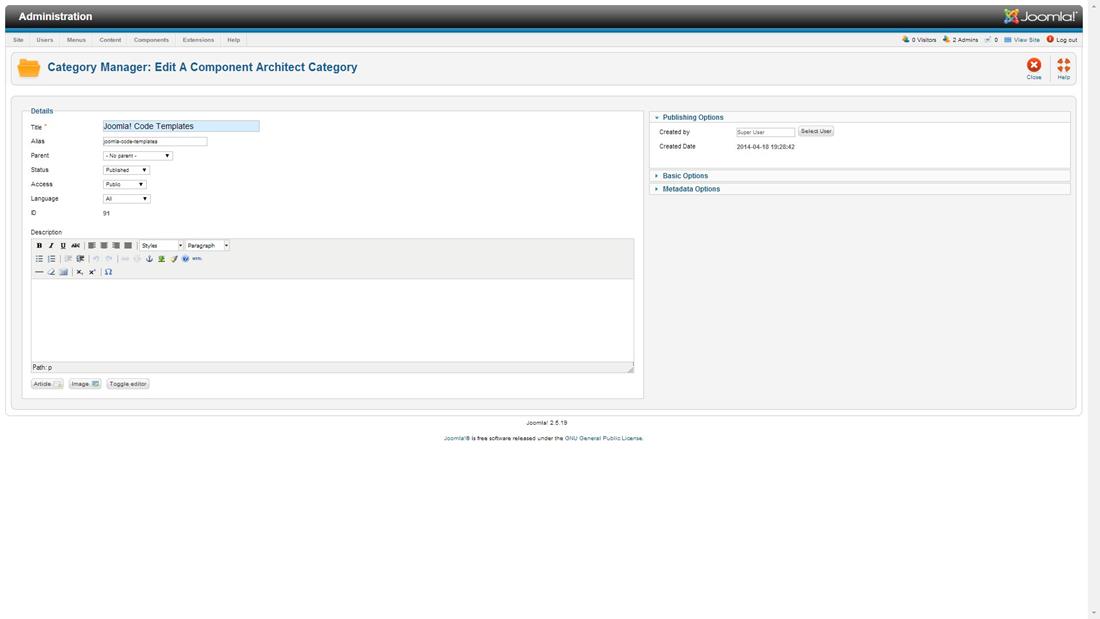 Administration
Joomla!®
Site Users Menus Content Components Extensions Help
0 Visitors 2 Admins 0 View Site Log out
Category Manager: Edit A Component Architect Category
Close Help
Details
Title *
Joomla! Code Templates
Alias
joomla-code-templates
Parent
- No parent -
Status
Published
Access
Public
Language
All
ID
91
Description
B I U ABC Styles Paragraph
HTML
Path: p
Article Image Toggle editor
Publishing Options
Created by
Super User
Select User
Created Date
2014-04-18 19:28:42
Basic Options
Metadata Options
Joomla! 2.5.19
Joomla!® is free software released under the GNU General Public License.